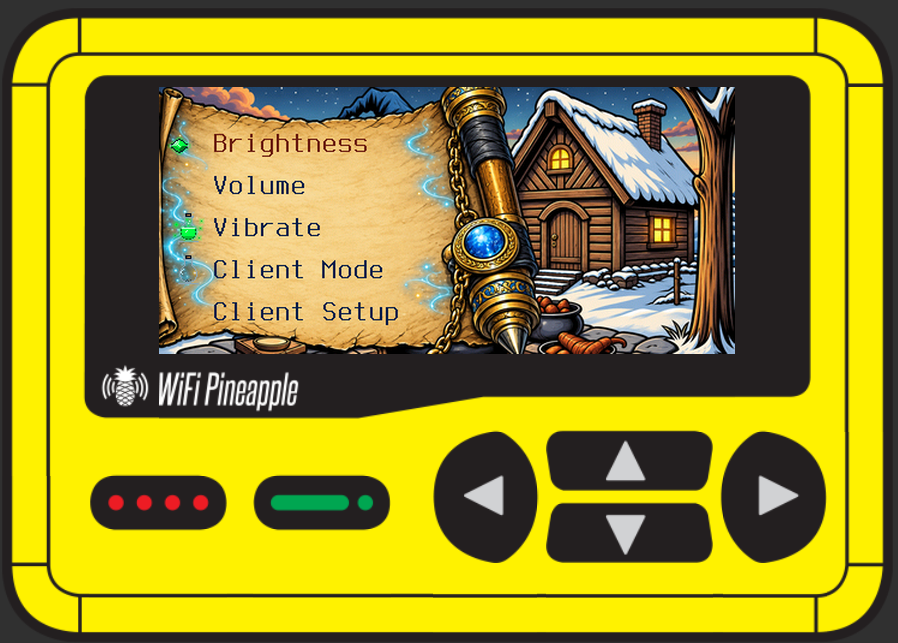 Brightness
Volume
Vibrate
Client Mode
Client Setup
WiFi Pineapple